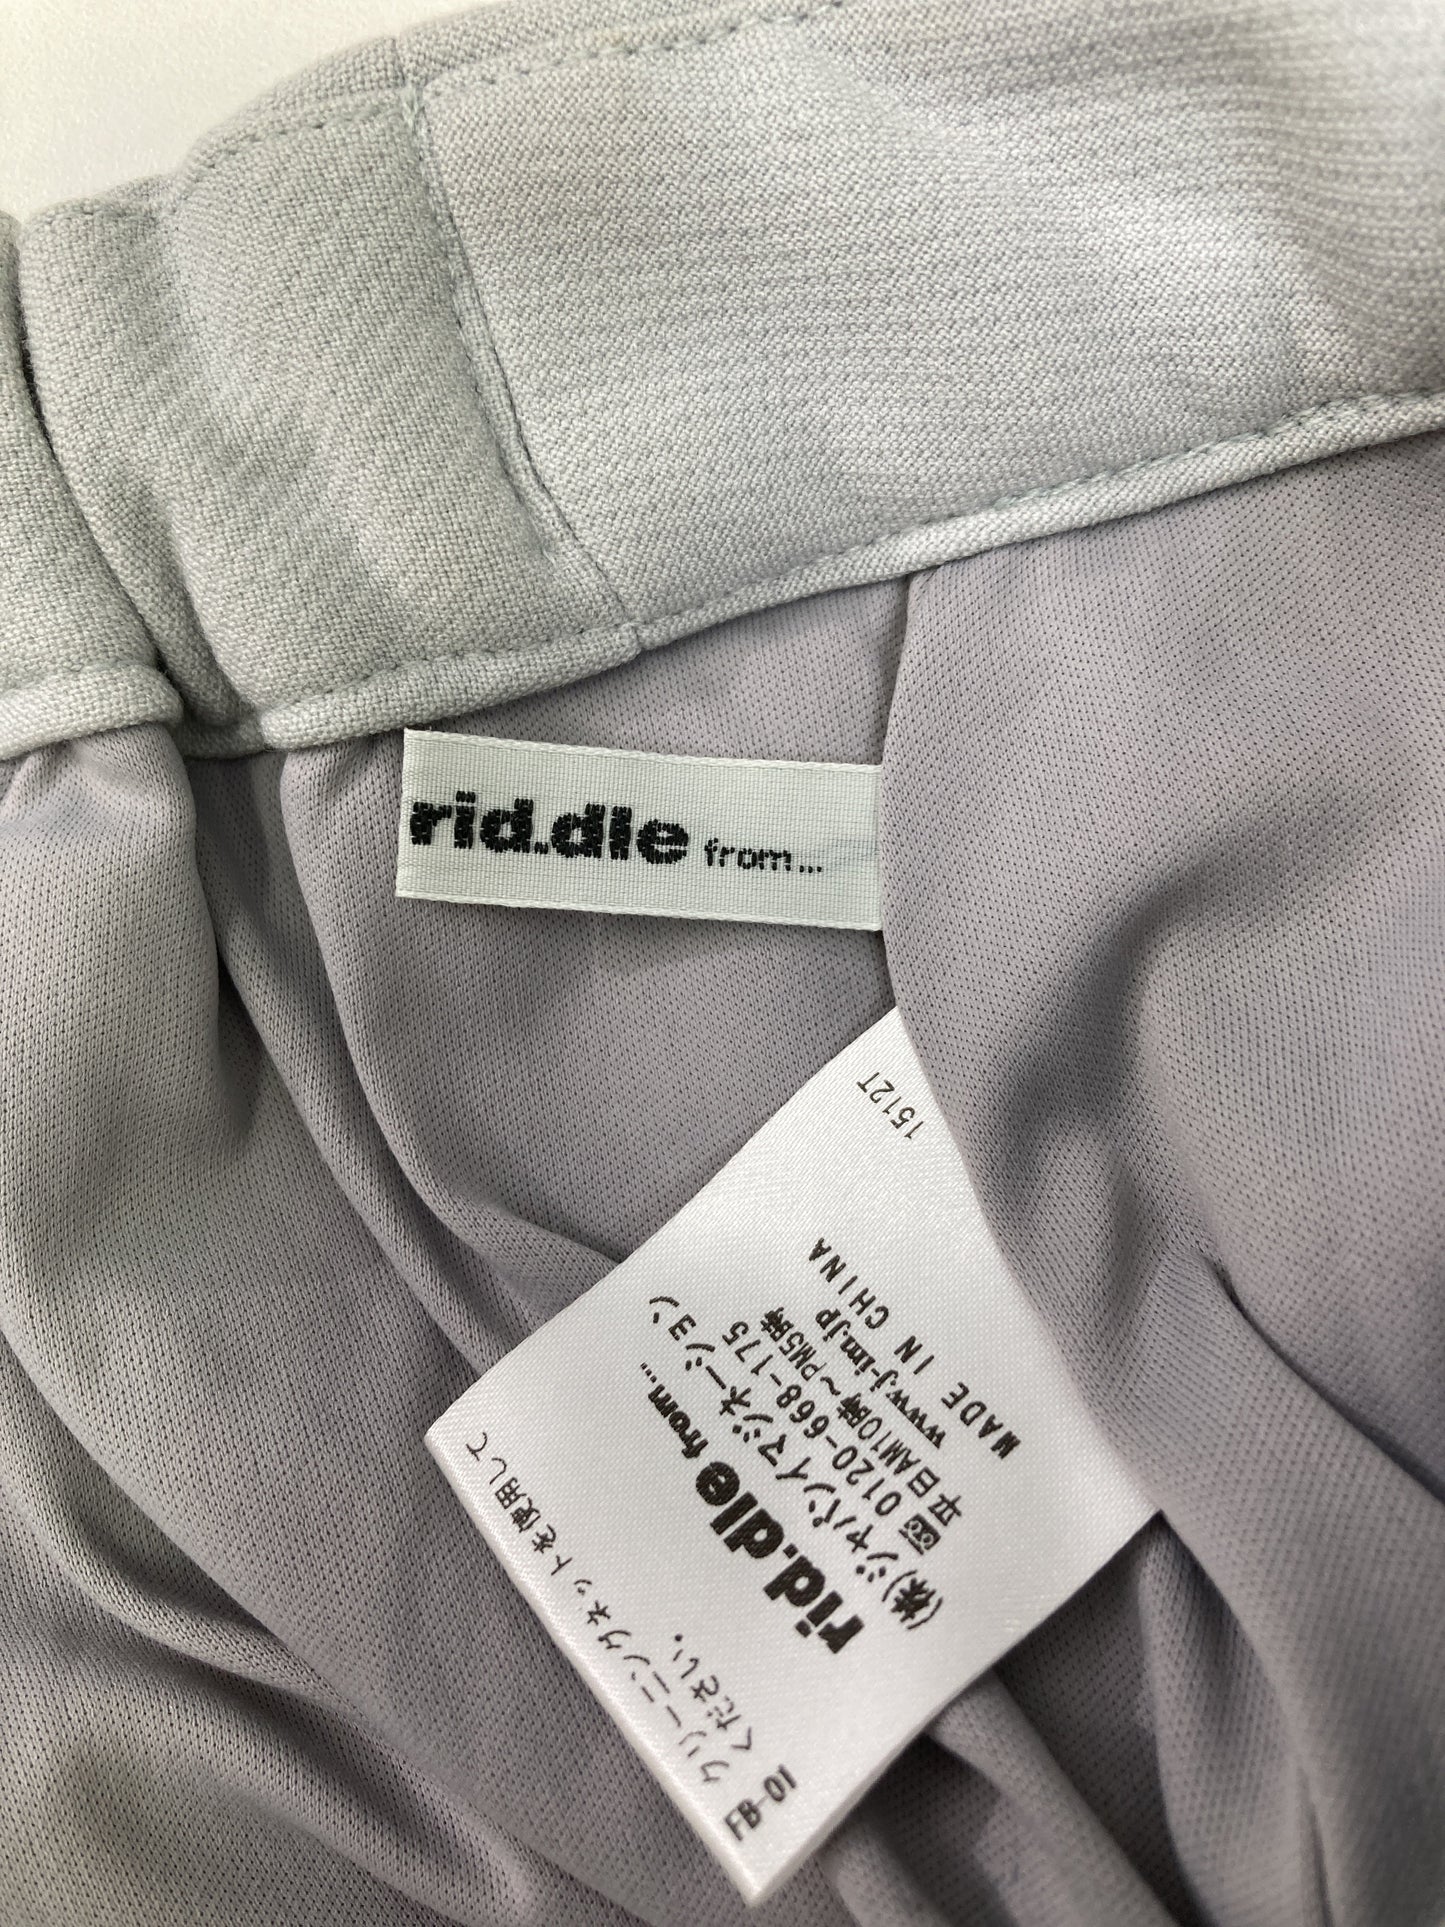 rid.dle from...
クリーニングネットを使用して
ください。
rid.dle from...
(株)ジャパンイマジネーション
0120-668-175
平日AM10時～PM5時
www.j-im.jp
MADE IN CHINA
FB-01
1512T